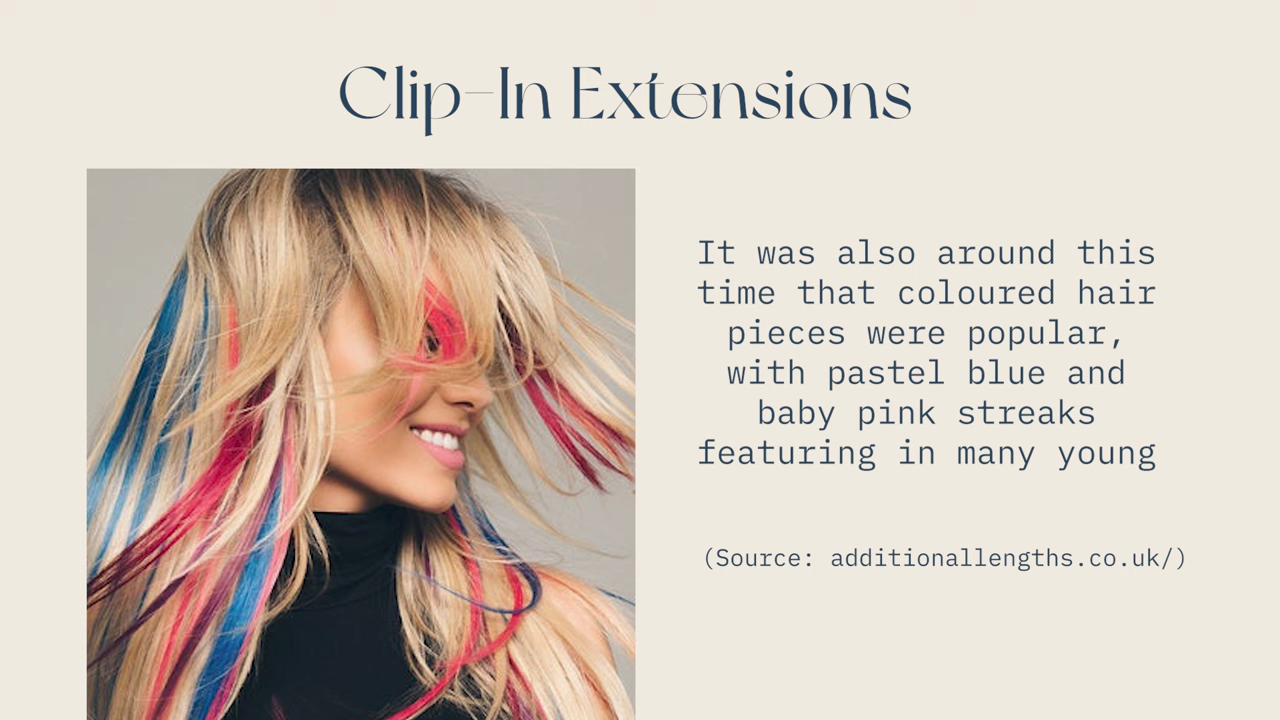 Clip-In Extensions
It was also around this
time that coloured hair
pieces were popular,
with pastel blue and
baby pink streaks
featuring in many young
(Source: additionallengths.co.uk/)